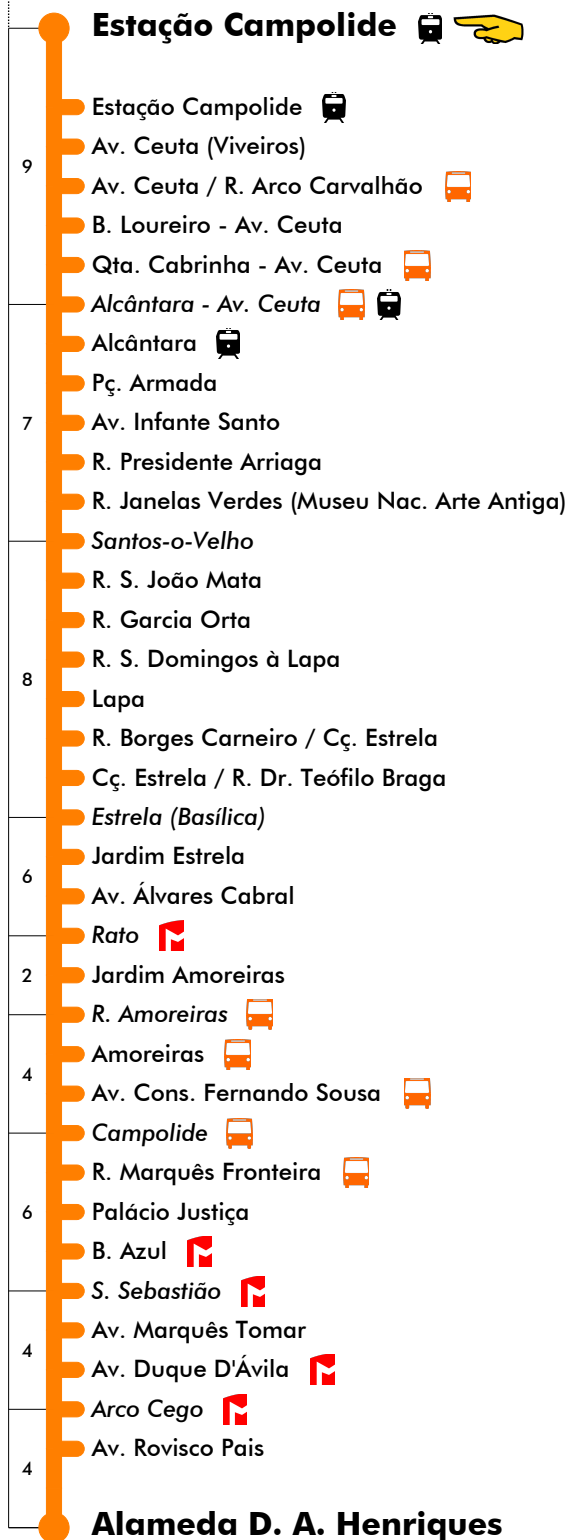 Estação Campolide
Estação Campolide
Av. Ceuta (Viveiros)
9
Av. Ceuta / R. Arco Carvalhão
B. Loureiro - Av. Ceuta
Qta. Cabrinha - Av. Ceuta
Alcântara - Av. Ceuta
Alcântara
Pç. Armada
7
Av. Infante Santo
R. Presidente Arriaga
R. Janelas Verdes (Museu Nac. Arte Antiga)
Santos-o-Velho
R. S. João Mata
R. Garcia Orta
R. S. Domingos à Lapa
8
Lapa
R. Borges Carneiro / Cç. Estrela
Cç. Estrela / R. Dr. Teófilo Braga
Estrela (Basílica)
Jardim Estrela
6
Av. Álvares Cabral
Rato
2
Jardim Amoreiras
R. Amoreiras
Amoreiras
4
Av. Cons. Fernando Sousa
Campolide
R. Marquês Fronteira
6
Palácio Justiça
B. Azul
S. Sebastião
Av. Marquês Tomar
4
Av. Duque D'Ávila
Arco Cego
Av. Rovisco Pais
4
Alameda D. A. Henriques